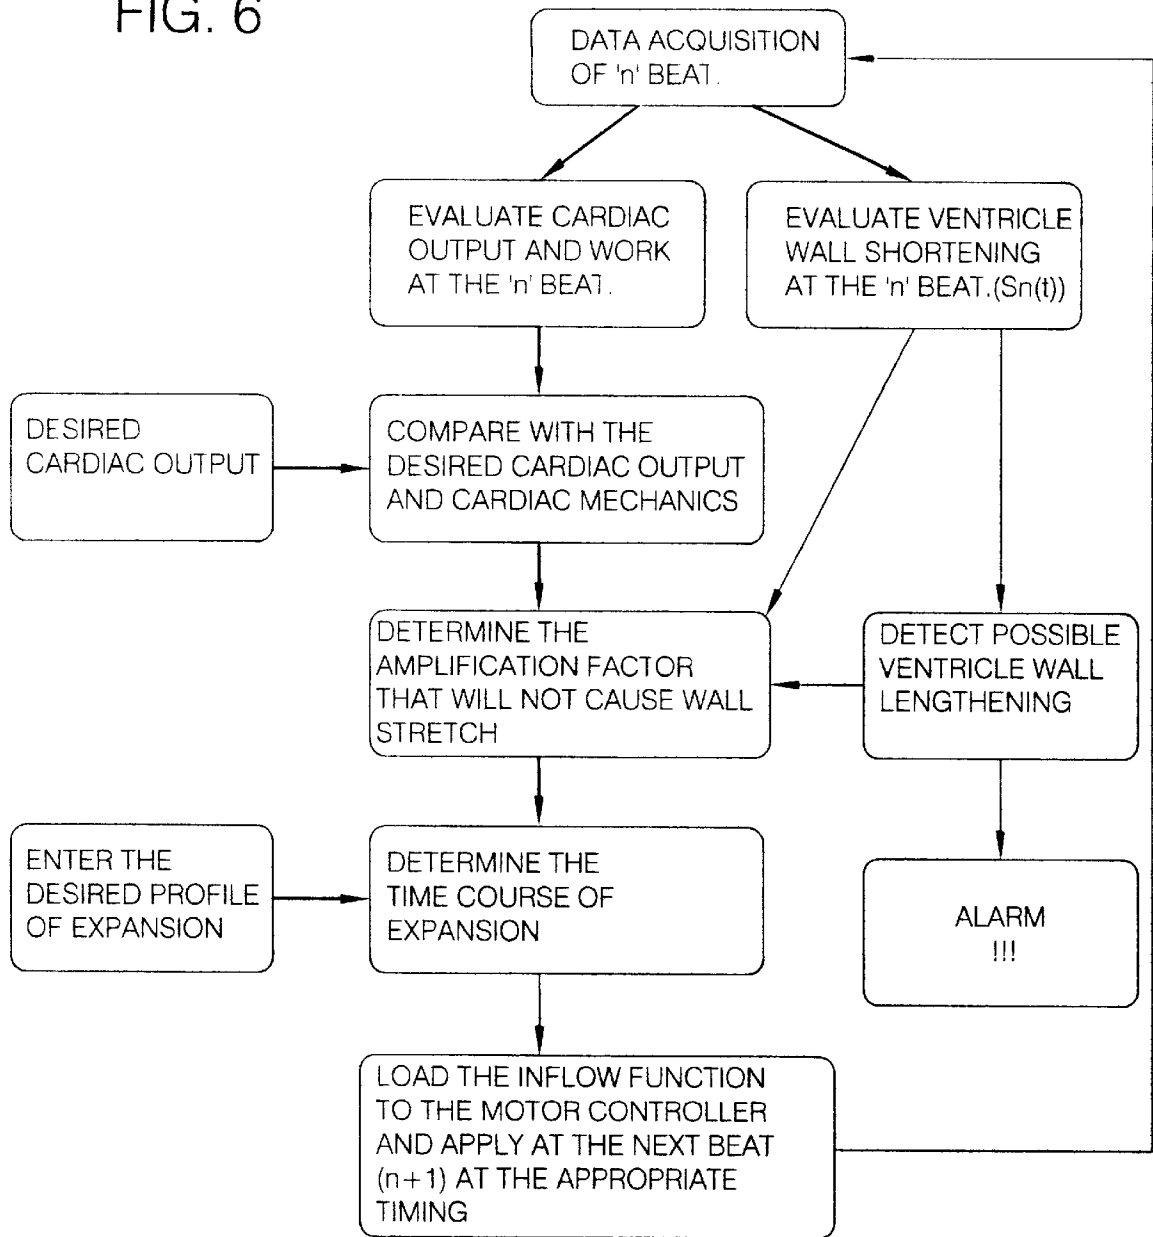 FIG. 6
DATA ACQUISITION
OF 'n' BEAT.
EVALUATE CARDIAC
OUTPUT AND WORK
AT THE 'n' BEAT.
EVALUATE VENTRICLE
WALL SHORTENING
AT THE 'n' BEAT.(Sn(t))
DESIRED
CARDIAC OUTPUT
COMPARE WITH THE
DESIRED CARDIAC OUTPUT
AND CARDIAC MECHANICS
DETERMINE THE
AMPLIFICATION FACTOR
THAT WILL NOT CAUSE WALL
STRETCH
DETECT POSSIBLE
VENTRICLE WALL
LENGTHENING
ENTER THE
DESIRED PROFILE
OF EXPANSION
DETERMINE THE
TIME COURSE OF
EXPANSION
ALARM
!!!
LOAD THE INFLOW FUNCTION
TO THE MOTOR CONTROLLER
AND APPLY AT THE NEXT BEAT
(n+1) AT THE APPROPRIATE
TIMING